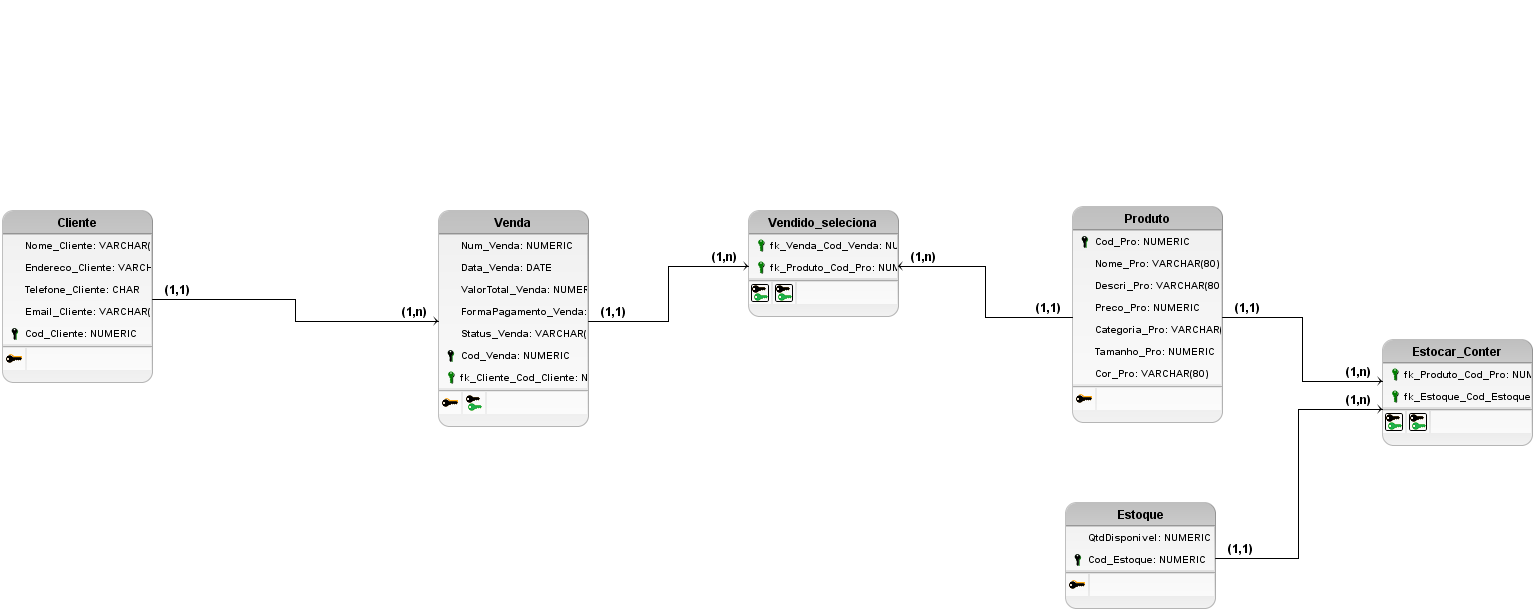 Cliente
Nome_Cliente: VARCHAR(
Endereco_Cliente: VARCH
Telefone_Cliente: CHAR
Email_Cliente: VARCHAR(
Cod_Cliente: NUMERIC
(1,1)
(1,n)
Venda
Num_Venda: NUMERIC
Data_Venda: DATE
ValorTotal_Venda: NUMER
FormaPagamento_Venda:
Status_Venda: VARCHAR(
Cod_Venda: NUMERIC
fk_Cliente_Cod_Cliente: N
(1,1)
(1,n)
Vendido_seleciona
fk_Venda_Cod_Venda: NU
fk_Produto_Cod_Pro: NUM
(1,n)
(1,1)
Produto
Cod_Pro: NUMERIC
Nome_Pro: VARCHAR(80)
Descri_Pro: VARCHAR(80
Preco_Pro: NUMERIC
Categoria_Pro: VARCHAR(
Tamanho_Pro: NUMERIC
Cor_Pro: VARCHAR(80)
(1,1)
(1,n)
Estocar_Conter
fk_Produto_Cod_Pro: NUM
fk_Estoque_Cod_Estoque
(1,n)
(1,1)
Estoque
QtdDisponivel: NUMERIC
Cod_Estoque: NUMERIC